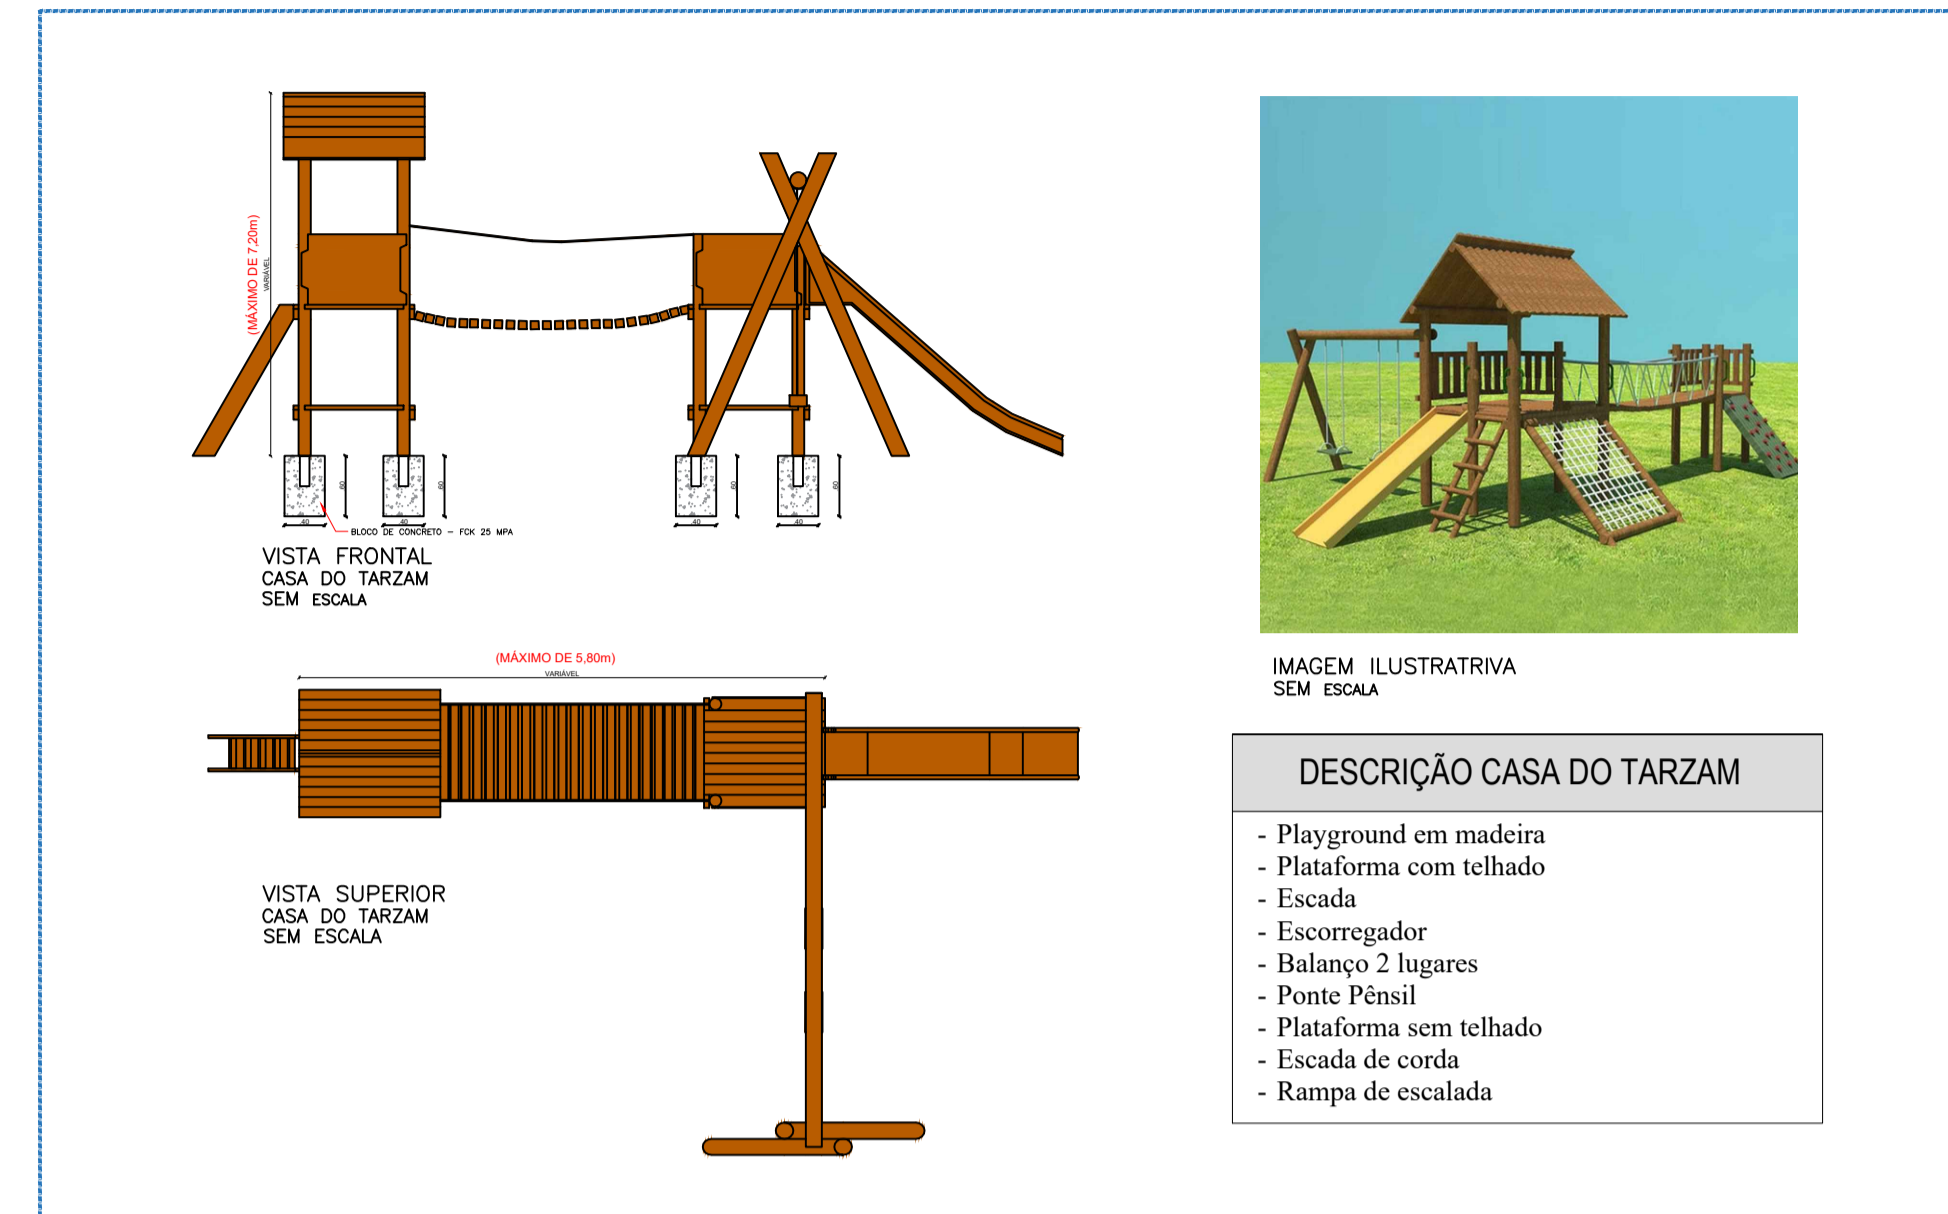 (MÁXIMO DE 7,20m)
VARIÁVEL
60
60
60
60
.40
.40
.40
.40
BLOCO DE CONCRETO - FCK 25 MPA
VISTA FRONTAL
CASA DO TARZAM
SEM ESCALA
(MÁXIMO DE 5,80m)
VARIÁVEL
VISTA SUPERIOR
CASA DO TARZAM
SEM ESCALA
IMAGEM ILUSTRATRIVA
SEM ESCALA
DESCRIÇÃO CASA DO TARZAM
- Playground em madeira
- Plataforma com telhado
- Escada
- Escorregador
- Balanço 2 lugares
- Ponte Pênsil
- Plataforma sem telhado
- Escada de corda
- Rampa de escalada